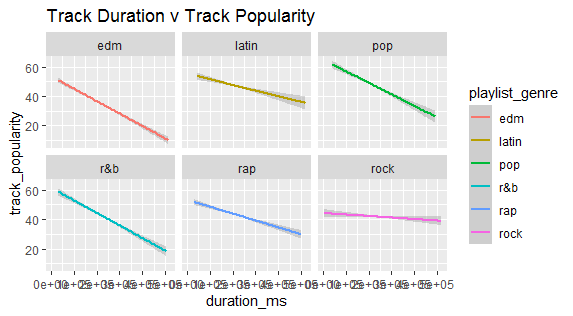 Track Duration v Track Popularity
edm latin pop
60
40
20
r&b rap rock
60
40
20
track_popularity
duration_ms
playlist_genre
edm
latin
pop
r&b
rap
rock